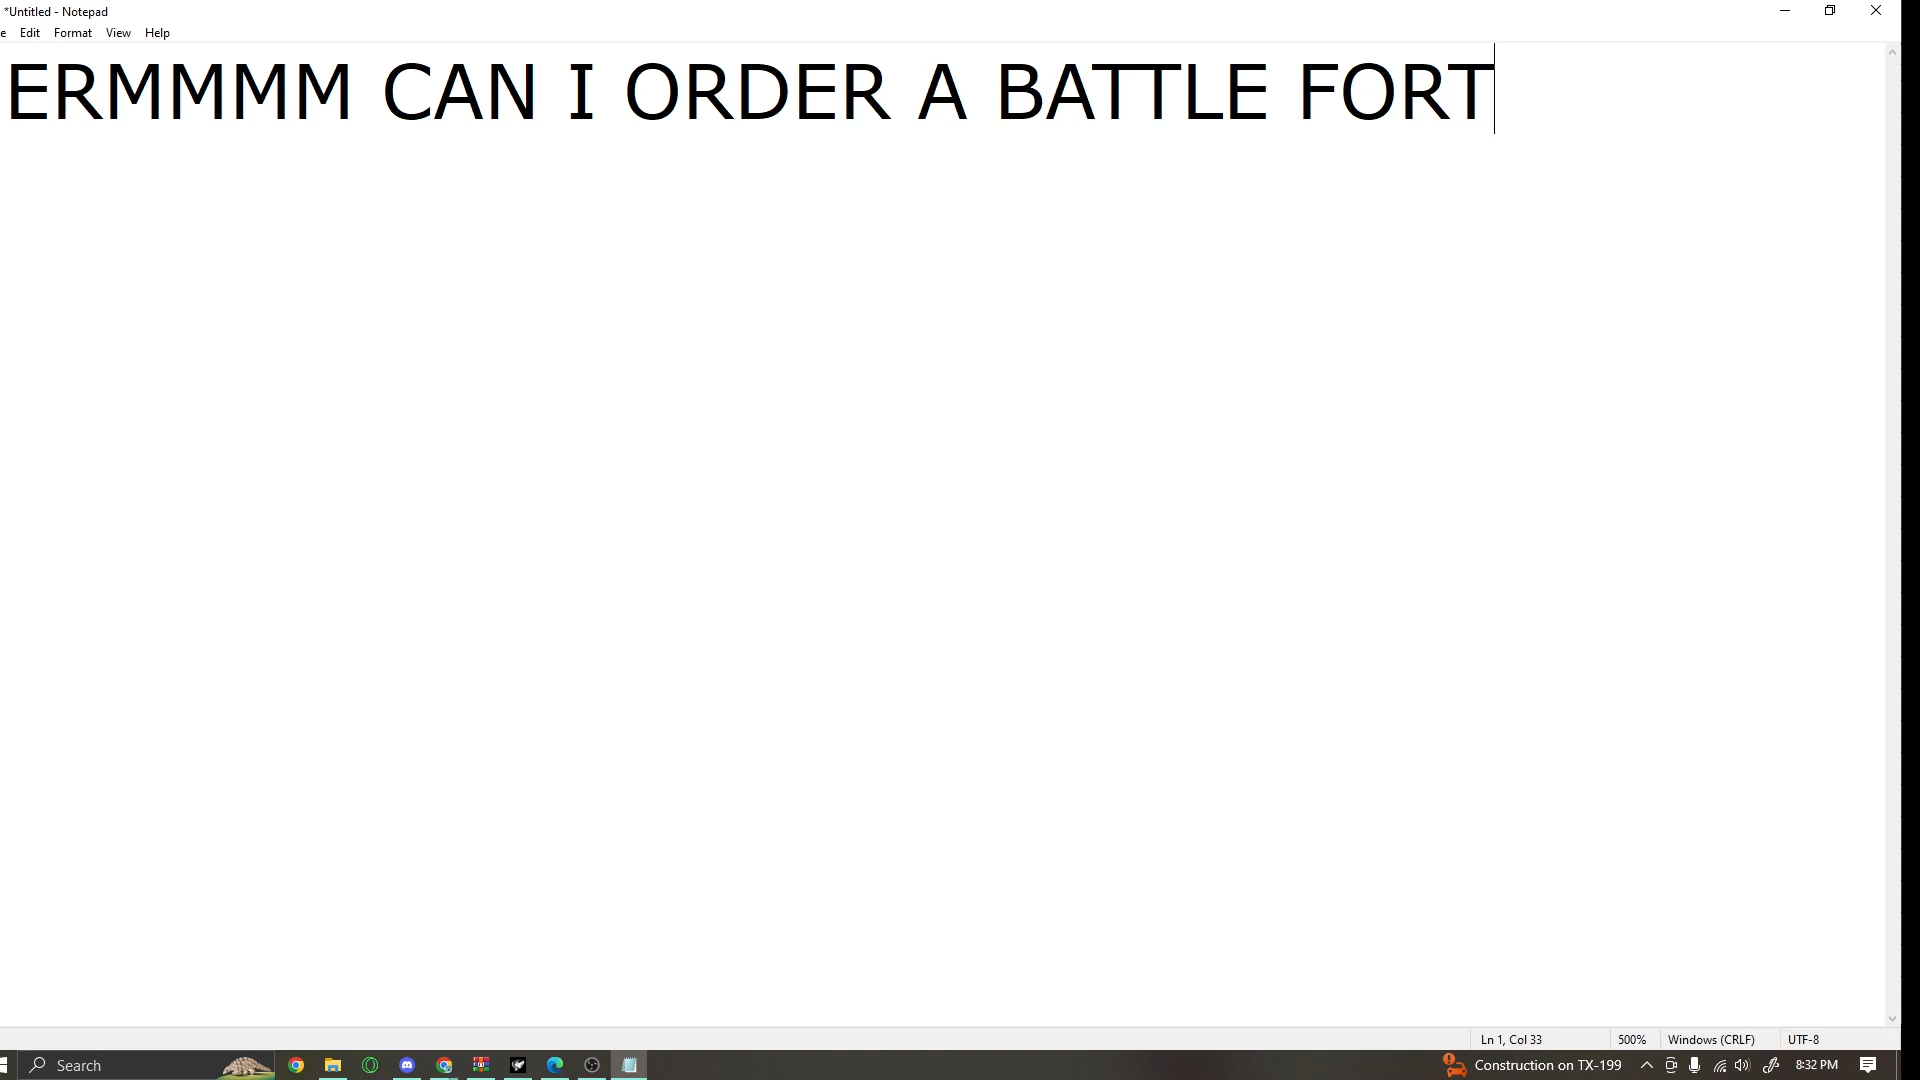 *Untitled - Notepad
e Edit Format View Help
ERMMMM CAN I ORDER A BATTLE FORT
Ln 1, Col 33 500% Windows (CRLF) UTF-8
Search Construction on TX-199 8:32 PM